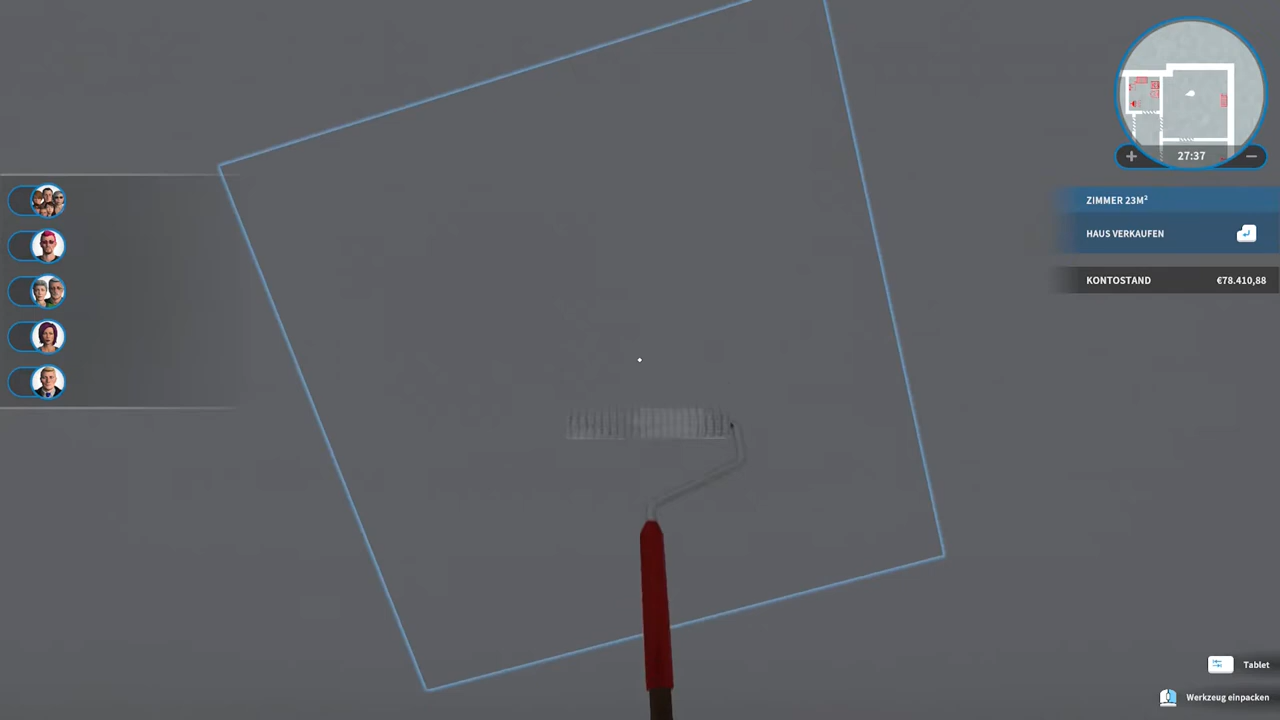 27:37
ZIMMER 23M²
HAUS VERKAUFEN
KONTOSTAND €78.410,88
Tablet
Werkzeug einpacken